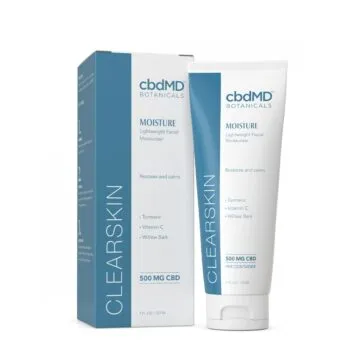 cbdMD
BOTANICALS
MOISTURE
Lightweight Facial
Moisturizer
Restores and calms
• Turmeric
• Vitamin C
• Willow Bark
500 MG CBD
CLEARSKIN
cbdMD
BOTANICALS
MOISTURE
Lightweight Facial
Moisturizer
Restores and calms
• Turmeric
• Vitamin C
• Willow Bark
500 MG CBD
CLEARSKIN